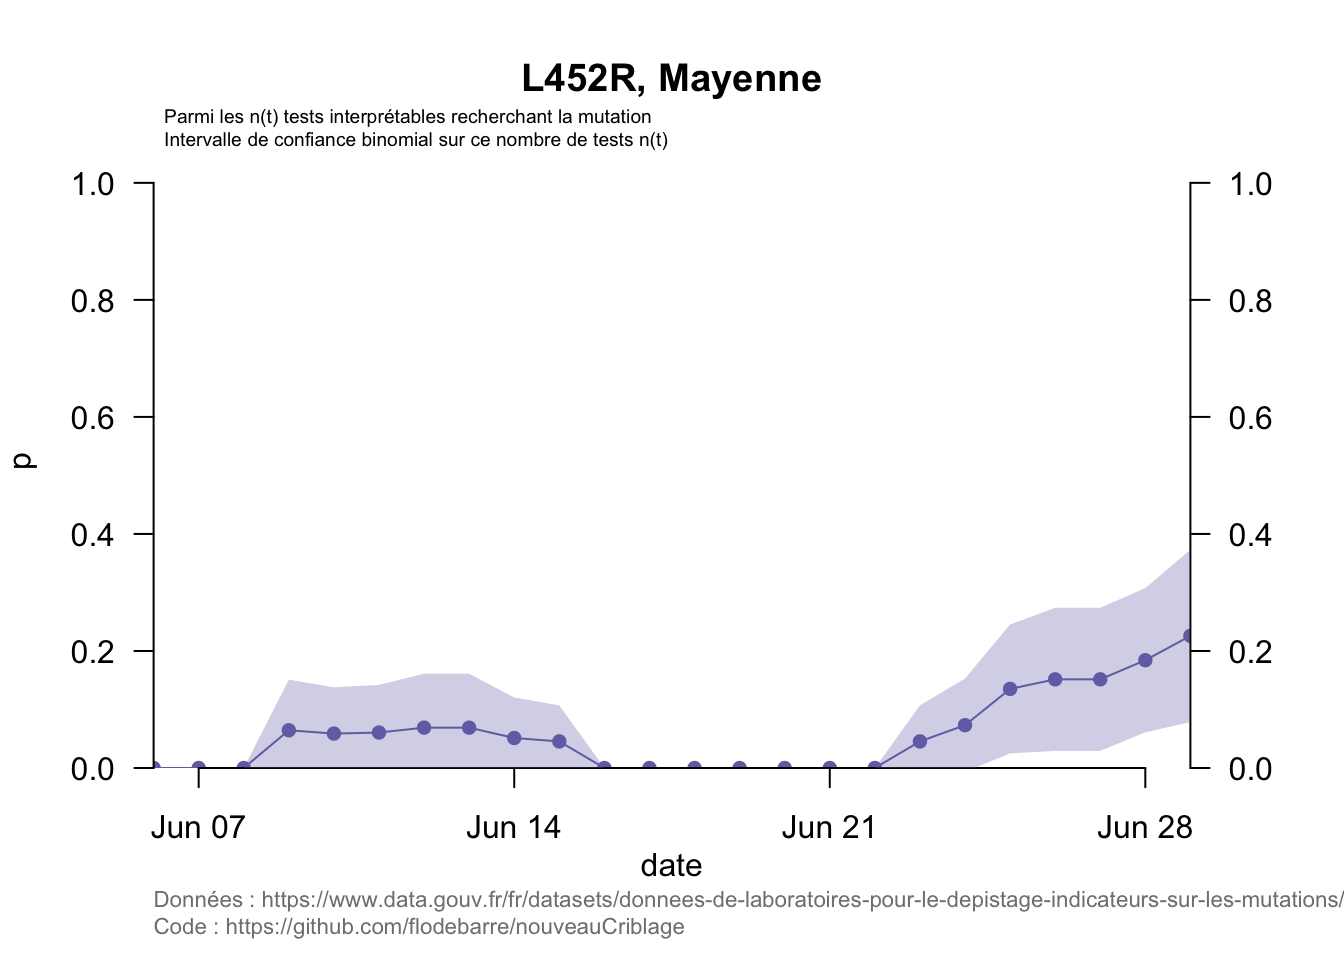 L452R, Mayenne
Parmi les n(t) tests interprétables recherchant la mutation
Intervalle de confiance binomial sur ce nombre de tests n(t)
1.0 1.0
0.8 0.8
0.6 0.6
p
0.4 0.4
0.2 0.2
0.0 0.0
Jun 07 Jun 14 Jun 21 Jun 28
date
Données : https://www.data.gouv.fr/fr/datasets/donnees-de-laboratoires-pour-le-depistage-indicateurs-sur-les-mutations/
Code : https://github.com/flodebarre/nouveauCriblage